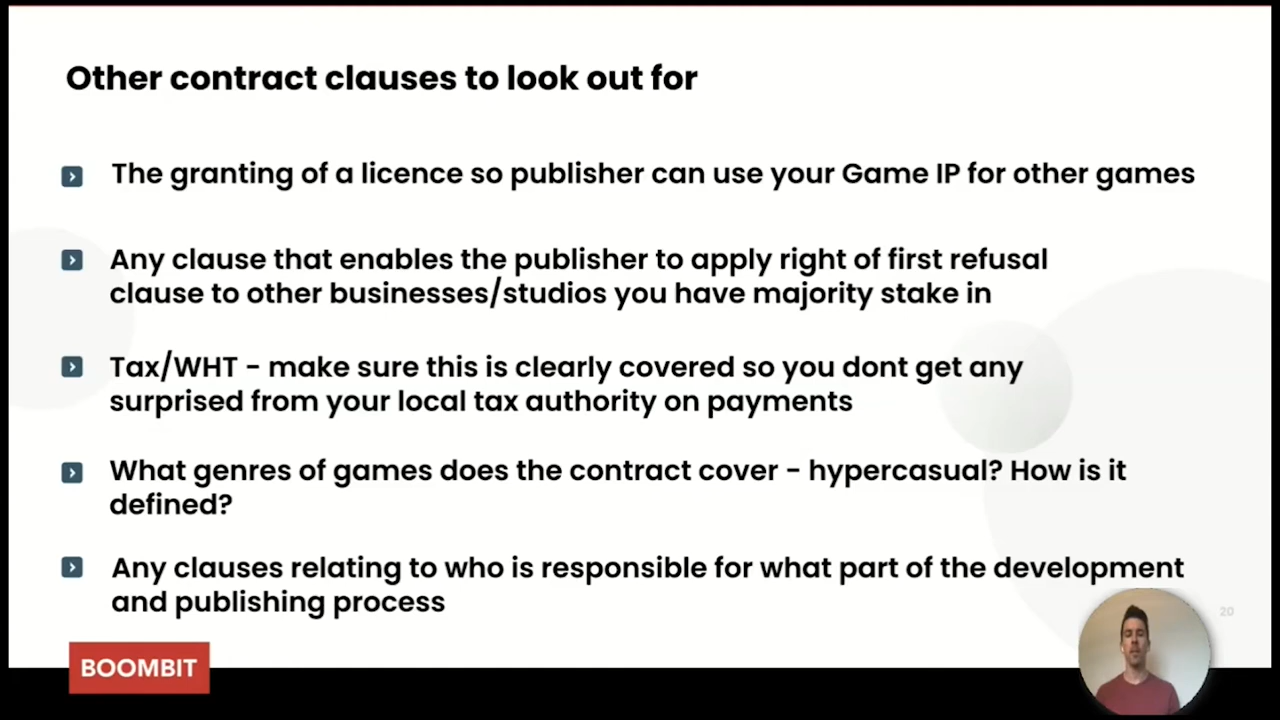 Other contract clauses to look out for
The granting of a licence so publisher can use your Game IP for other games
Any clause that enables the publisher to apply right of first refusal
clause to other businesses/studios you have majority stake in
Tax/WHT - make sure this is clearly covered so you dont get any
surprised from your local tax authority on payments
What genres of games does the contract cover - hypercasual? How is it
defined?
Any clauses relating to who is responsible for what part of the development
and publishing process
20
BOOMBIT